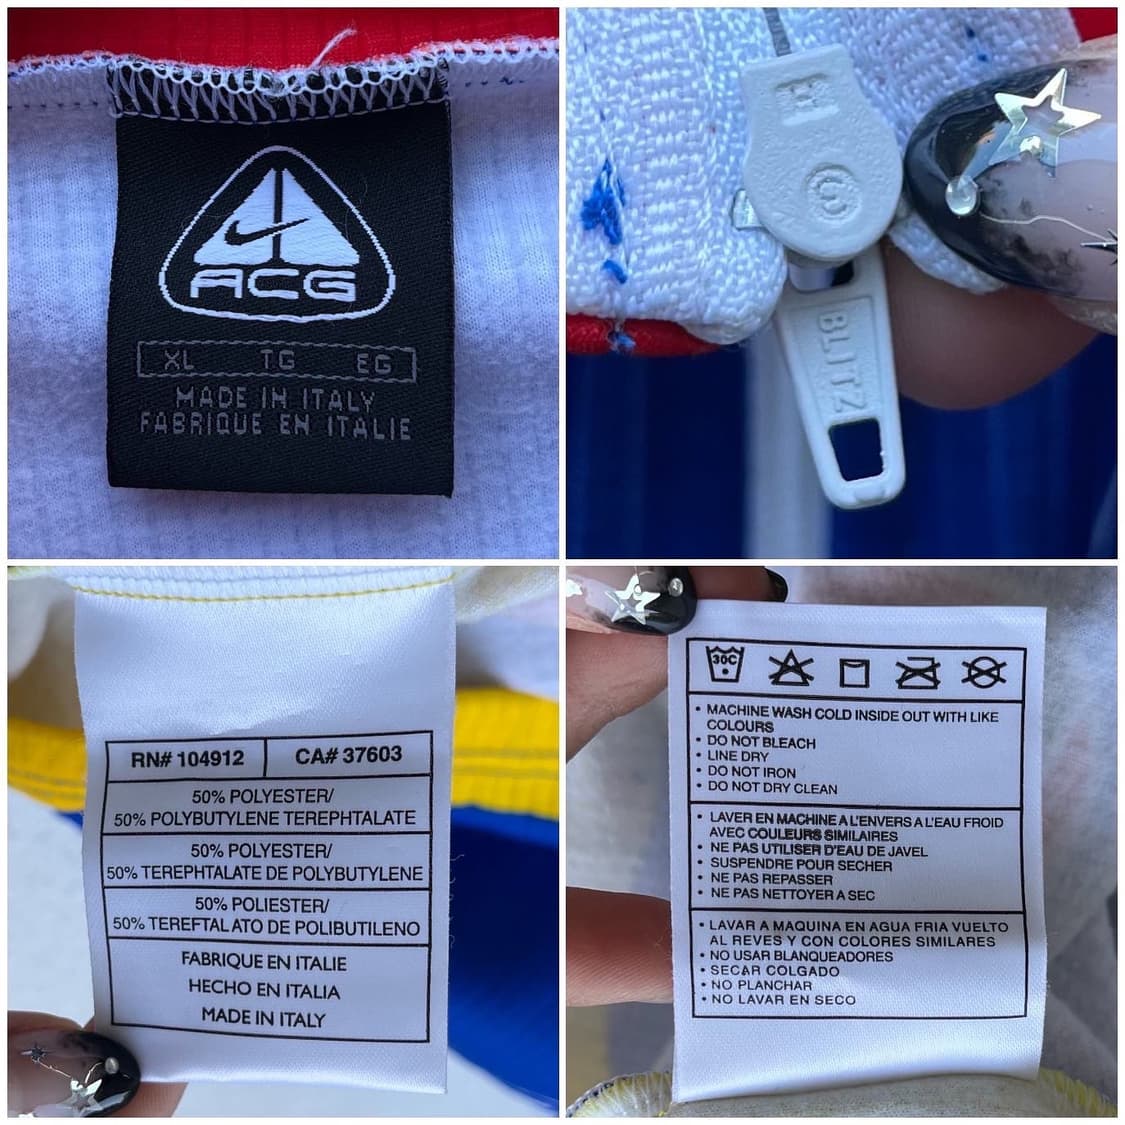 ACG
XL TG EG
MADE IN ITALY
FABRIQUE EN ITALIE
BLITZ
RN# 104912 CA# 37603
50% POLYESTER/
50% POLYBUTYLENE TEREPHTALATE
50% POLYESTER/
50% TEREPHTALATE DE POLYBUTYLENE
50% POLIESTER/
50% TEREFTALATO DE POLIBUTILENO
FABRIQUE EN ITALIE
HECHO EN ITALIA
MADE IN ITALY
30C
• MACHINE WASH COLD INSIDE OUT WITH LIKE
COLOURS
• DO NOT BLEACH
• LINE DRY
• DO NOT IRON
• DO NOT DRY CLEAN
• LAVER EN MACHINE A L'ENVERS A L'EAU FROID
AVEC COULEURS SIMILAIRES
• NE PAS UTILISER D'EAU DE JAVEL
• SUSPENDRE POUR SECHER
• NE PAS REPASSER
• NE PAS NETTOYER A SEC
• LAVAR A MAQUINA EN AGUA FRIA VUELTO
AL REVES Y CON COLORES SIMILARES
• NO USAR BLANQUEADORES
• SECAR COLGADO
• NO PLANCHAR
• NO LAVAR EN SECO